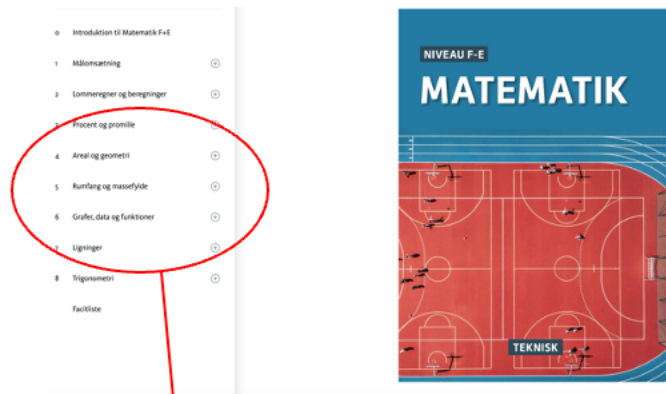 0 Introduktion til Matematik F+E
1 Målomsætning
2 Lommeregner og beregninger
3 Procent og promille
4 Areal og geometri
5 Rumfang og massefylde
6 Grafer, data og funktioner
7 Ligninger
8 Trigonometri
Facitliste
NIVEAU F-E
MATEMATIK
TEKNISK